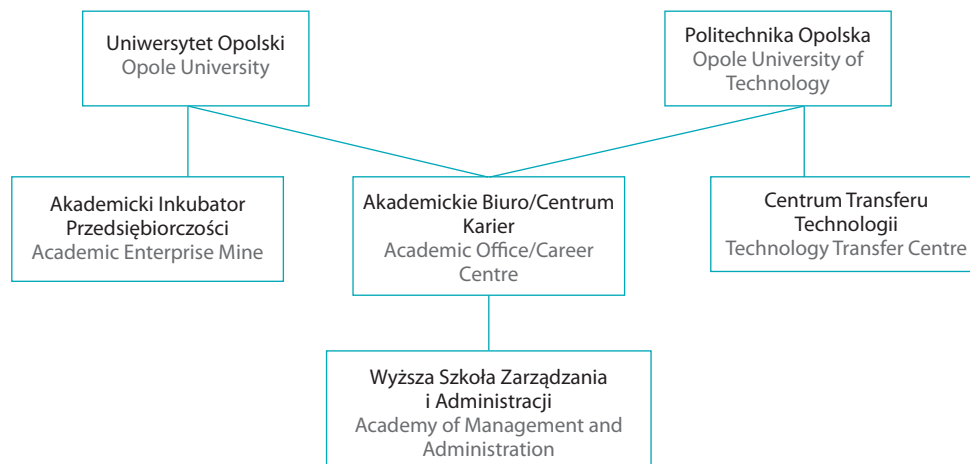 Uniwersytet Opolski
Opole University
Politechnika Opolska
Opole University of
Technology
Akademicki Inkubator
Przedsiębiorczości
Academic Enterprise Mine
Akademickie Biuro/Centrum
Karier
Academic Office/Career
Centre
Centrum Transferu
Technologii
Technology Transfer Centre
Wyższa Szkoła Zarządzania
i Administracji
Academy of Management and
Administration